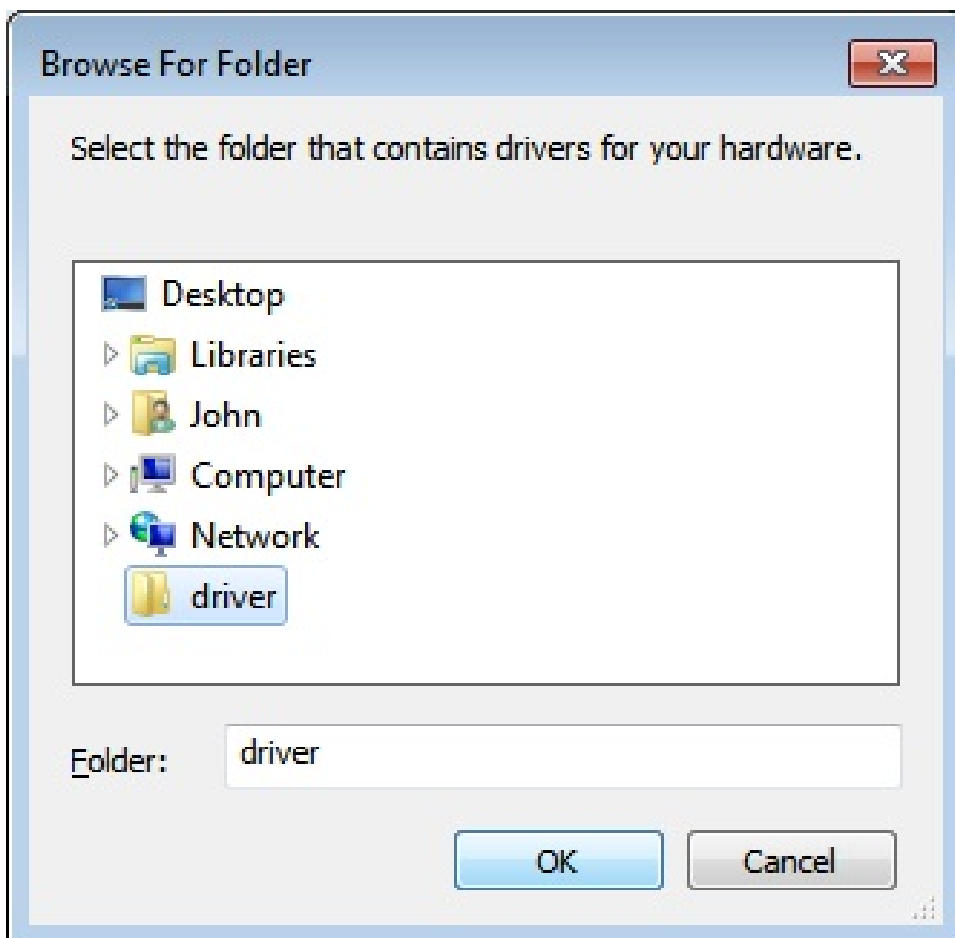 Browse For Folder
Select the folder that contains drivers for your hardware.
Desktop
Libraries
John
Computer
Network
driver
Folder: driver
OK Cancel